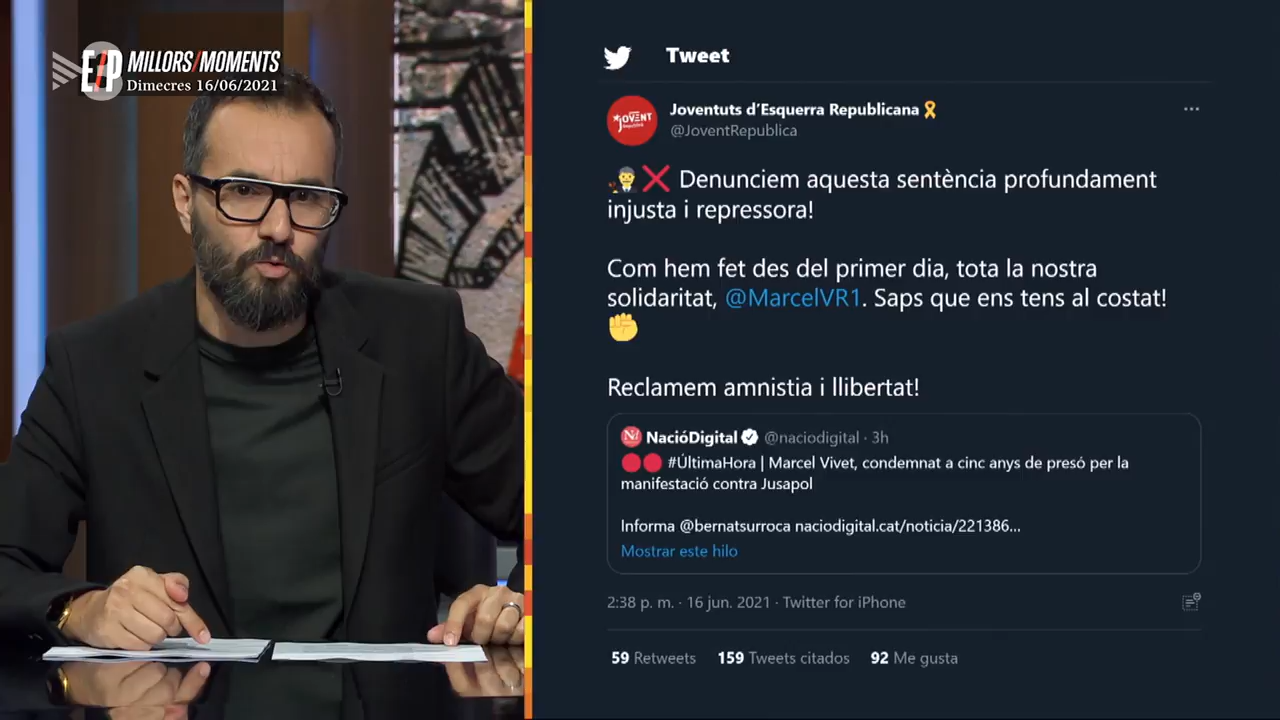 E/P MILLORS/MOMENTS
Dimecres 16/06/2021
Tweet
JOVENT
Joventuts d'Esquerra Republicana
@JoventRepublica
Denunciem aquesta sentència profundament
injusta i repressora!
Com hem fet des del primer dia, tota la nostra
solidaritat, @MarcelVR1. Saps que ens tens al costat!
Reclamem amnistia i llibertat!
NacióDigital @naciodigital · 3h
#ÚltimaHora | Marcel Vivet, condemnat a cinc anys de presó per la
manifestació contra Jusapol
Informa @bernatsurroca naciodigital.cat/noticia/221386...
Mostrar este hilo
2:38 p. m. · 16 jun. 2021 · Twitter for iPhone
59 Retweets 159 Tweets citados 92 Me gusta